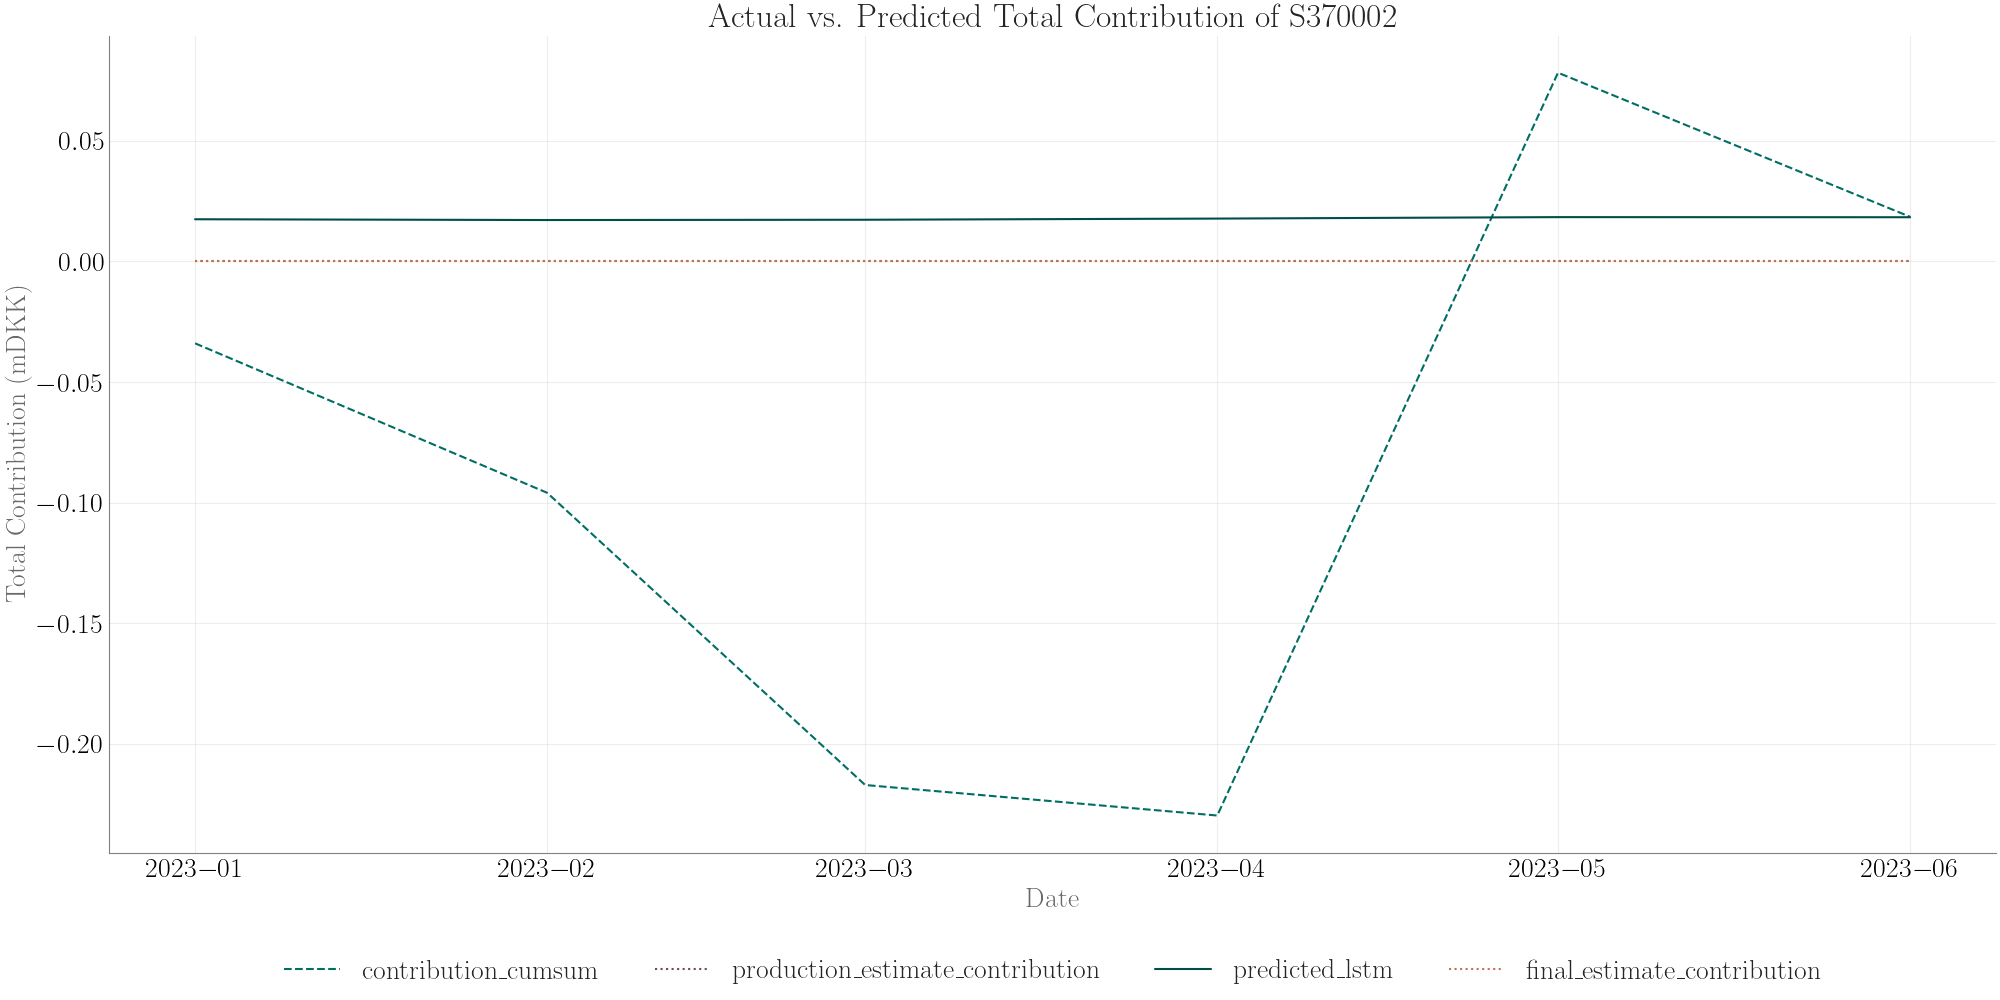 Actual vs. Predicted Total Contribution of S370002
Total Contribution (mDKK)
0.05
0.00
−0.05
−0.10
−0.15
−0.20
2023−01 2023−02 2023−03 2023−04 2023−05 2023−06
Date
contribution_cumsum production_estimate_contribution predicted_lstm final_estimate_contribution